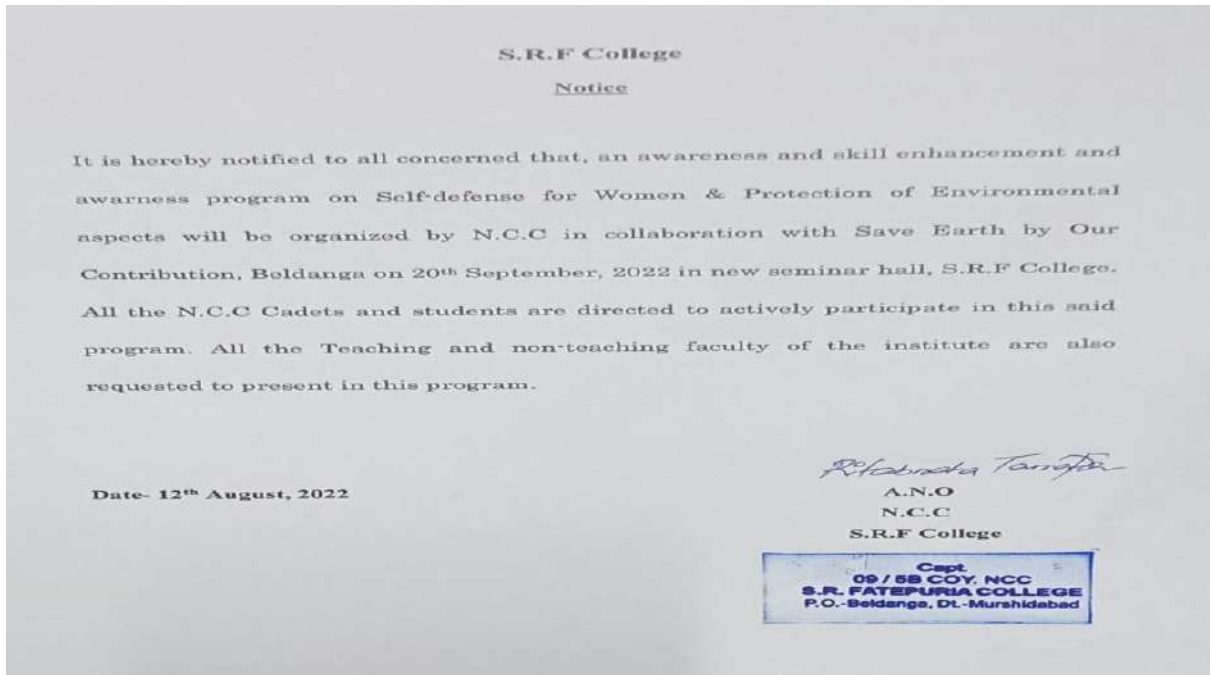 S.R.F College
Notice
It is hereby notified to all concerned that, an awareness and skill enhancement and
awarness program on Self-defense for Women & Protection of Environmental
aspects will be organized by N.C.C in collaboration with Save Earth by Our
Contribution, Beldanga on 20th September, 2022 in new seminar hall, S.R.F College.
All the N.C.C Cadets and students are directed to actively participate in this said
program. All the Teaching and non-teaching faculty of the institute are also
requested to present in this program.
Date- 12th August, 2022
A.N.O
N.C.C
S.R.F College
Capt.
09 / 5B COY. NCC
S.R. FATEPURIA COLLEGE
P.O.-Beldanga, Dt.-Murshidabad